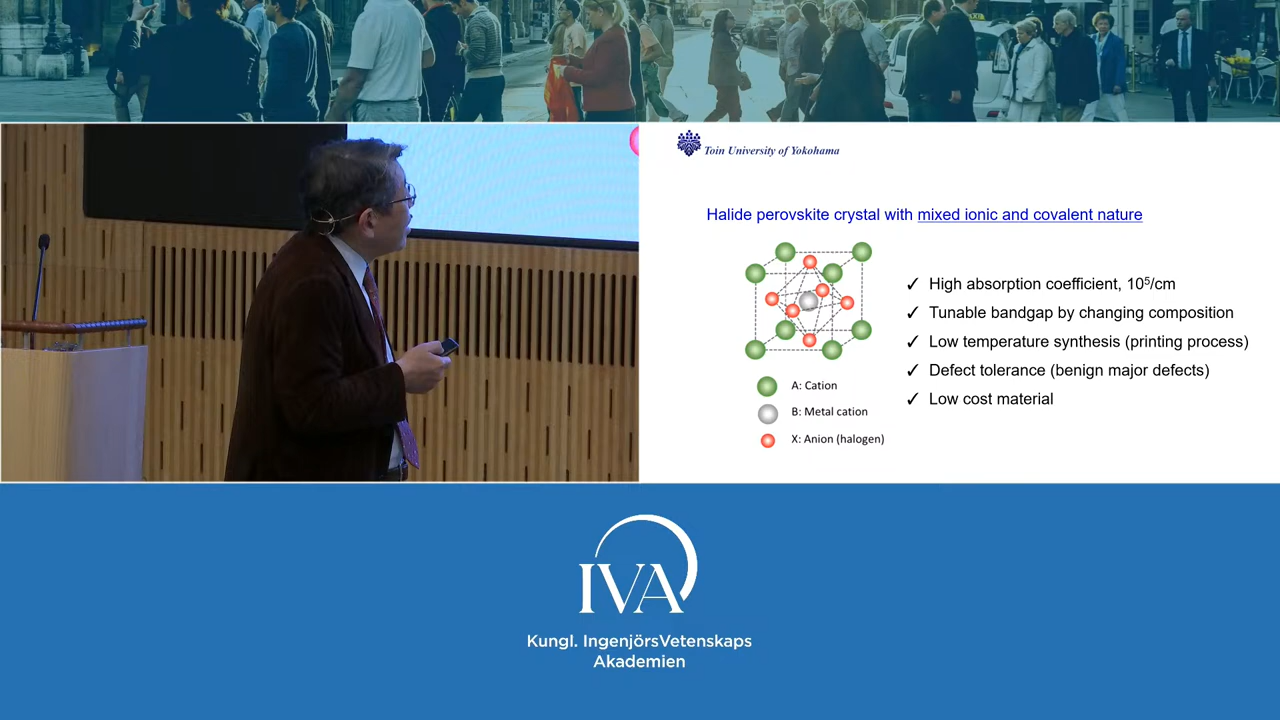 Toin University of Yokohama
Halide perovskite crystal with mixed ionic and covalent nature
✓ High absorption coefficient, 10⁵/cm
✓ Tunable bandgap by changing composition
✓ Low temperature synthesis (printing process)
✓ Defect tolerance (benign major defects)
✓ Low cost material
A: Cation
B: Metal cation
X: Anion (halogen)
IVA
Kungl. IngenjörsVetenskaps
Akademien